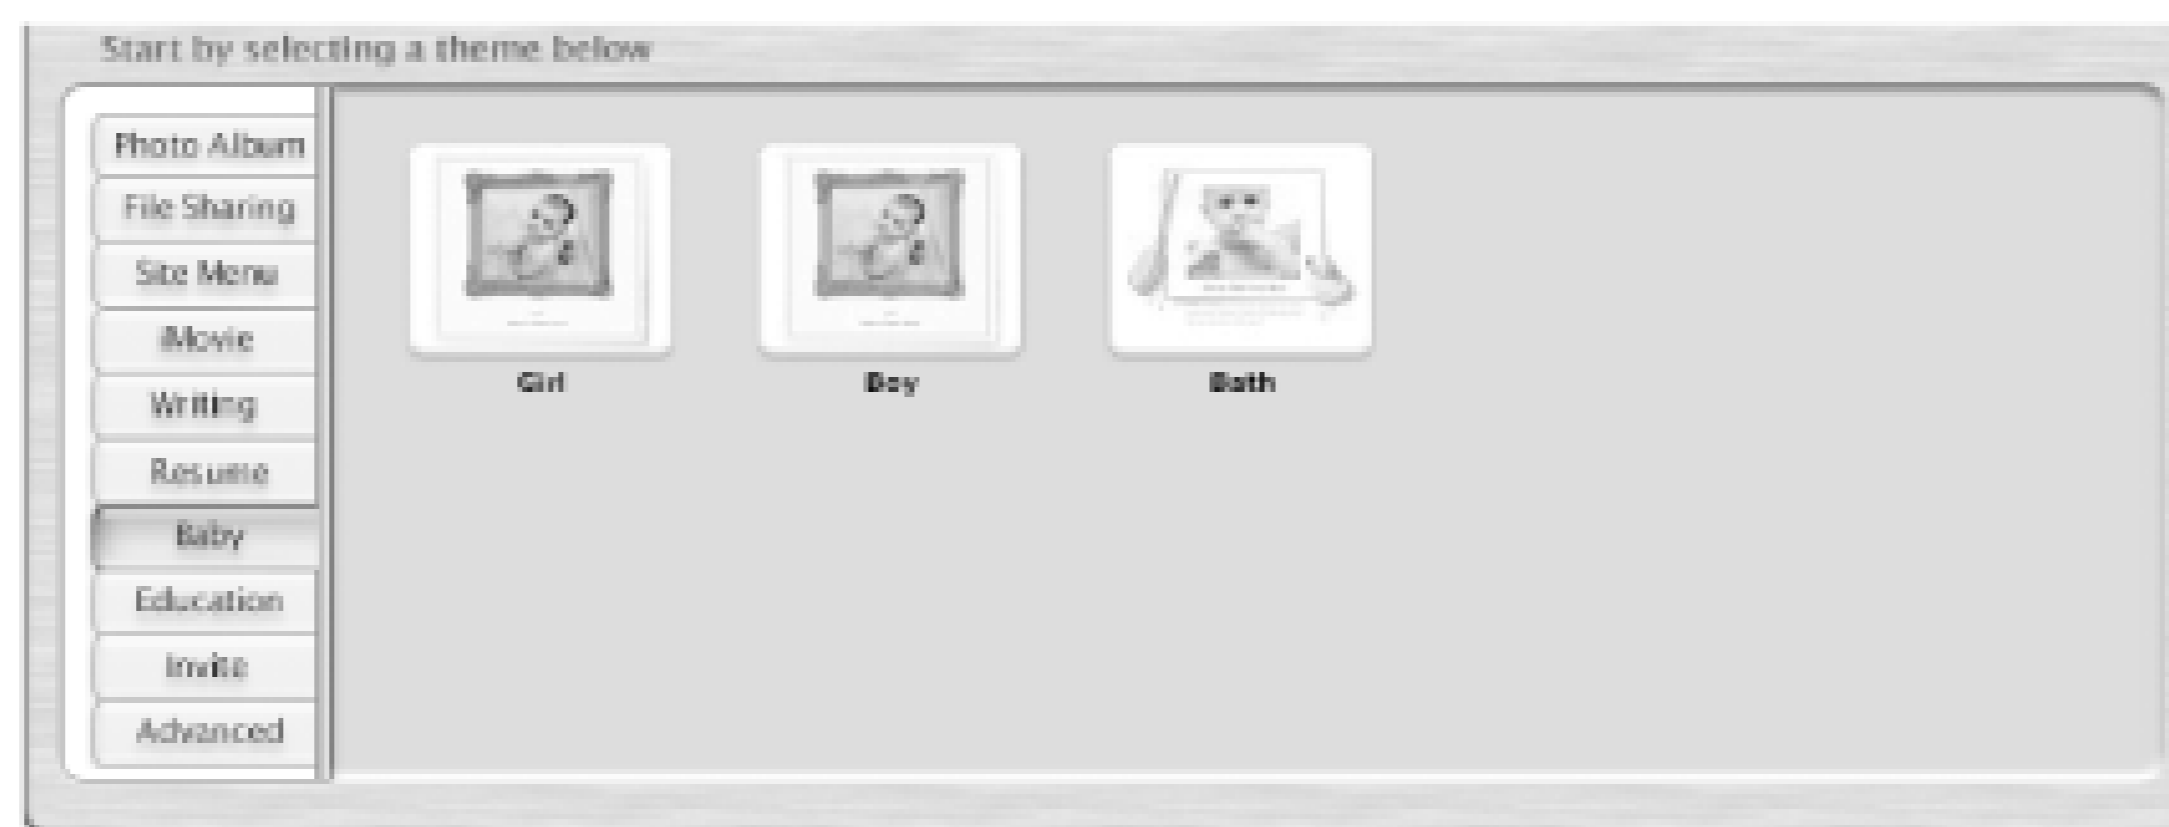 Start by selecting a theme below
Photo Album
File Sharing
Site Menu
iMovie
Writing
Resume
Baby
Education
Invite
Advanced
Girl
Boy
Bath